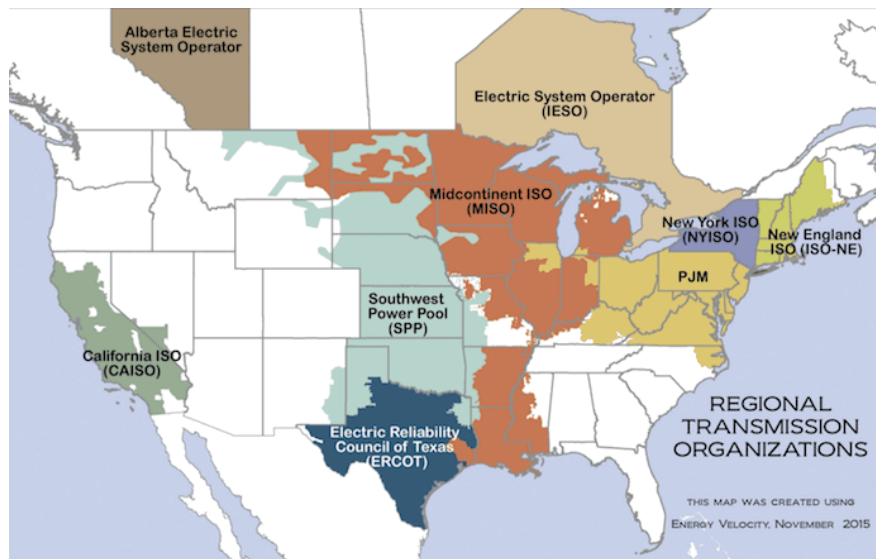 Alberta Electric
System Operator
Electric System Operator
(IESO)
Midcontinent ISO
(MISO)
New York ISO
(NYISO)
New England
ISO (ISO-NE)
PJM
Southwest
Power Pool
(SPP)
California ISO
(CAISO)
Electric Reliability
Council of Texas
(ERCOT)
REGIONAL
TRANSMISSION
ORGANIZATIONS
THIS MAP WAS CREATED USING
ENERGY VELOCITY, NOVEMBER 2015